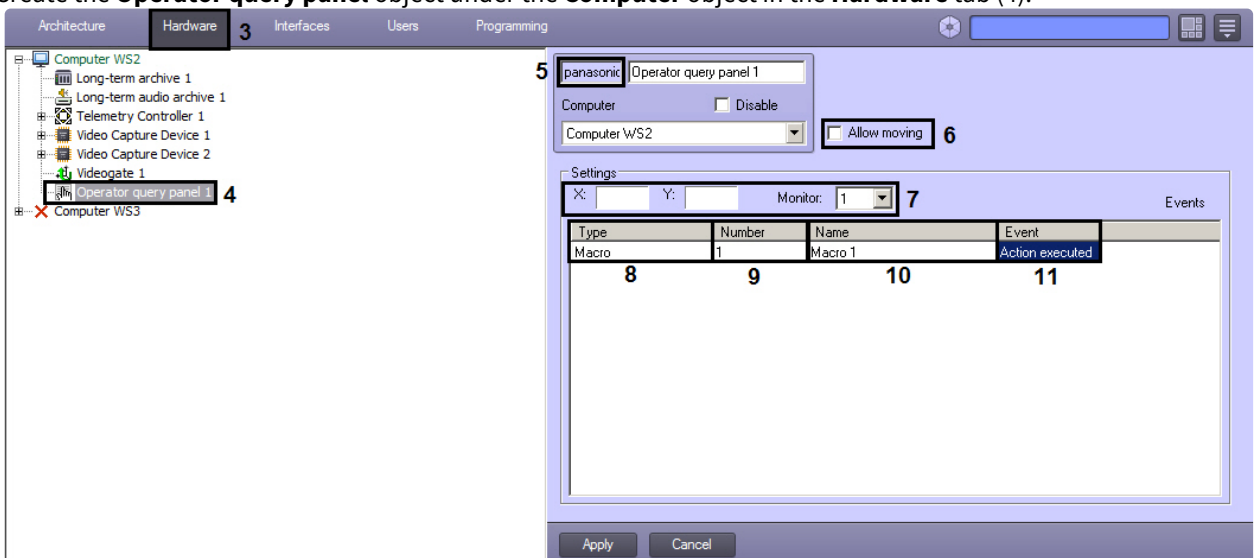 create the Operator query panel object under the Computer object in the Hardware tab (4).
Architecture Hardware 3 Interfaces Users Programming
Computer WS2
Long-term archive 1
Long-term audio archive 1
Telemetry Controller 1
Video Capture Device 1
Video Capture Device 2
Videogate 1
Operator query panel 1 4
Computer WS3
5 panasonic Operator query panel 1
Computer Disable
Computer WS2 Allow moving 6
Settings
X: Y: Monitor: 1 7 Events
Type Number Name Event
Macro 1 Macro 1 Action executed
8 9 10 11
Apply Cancel